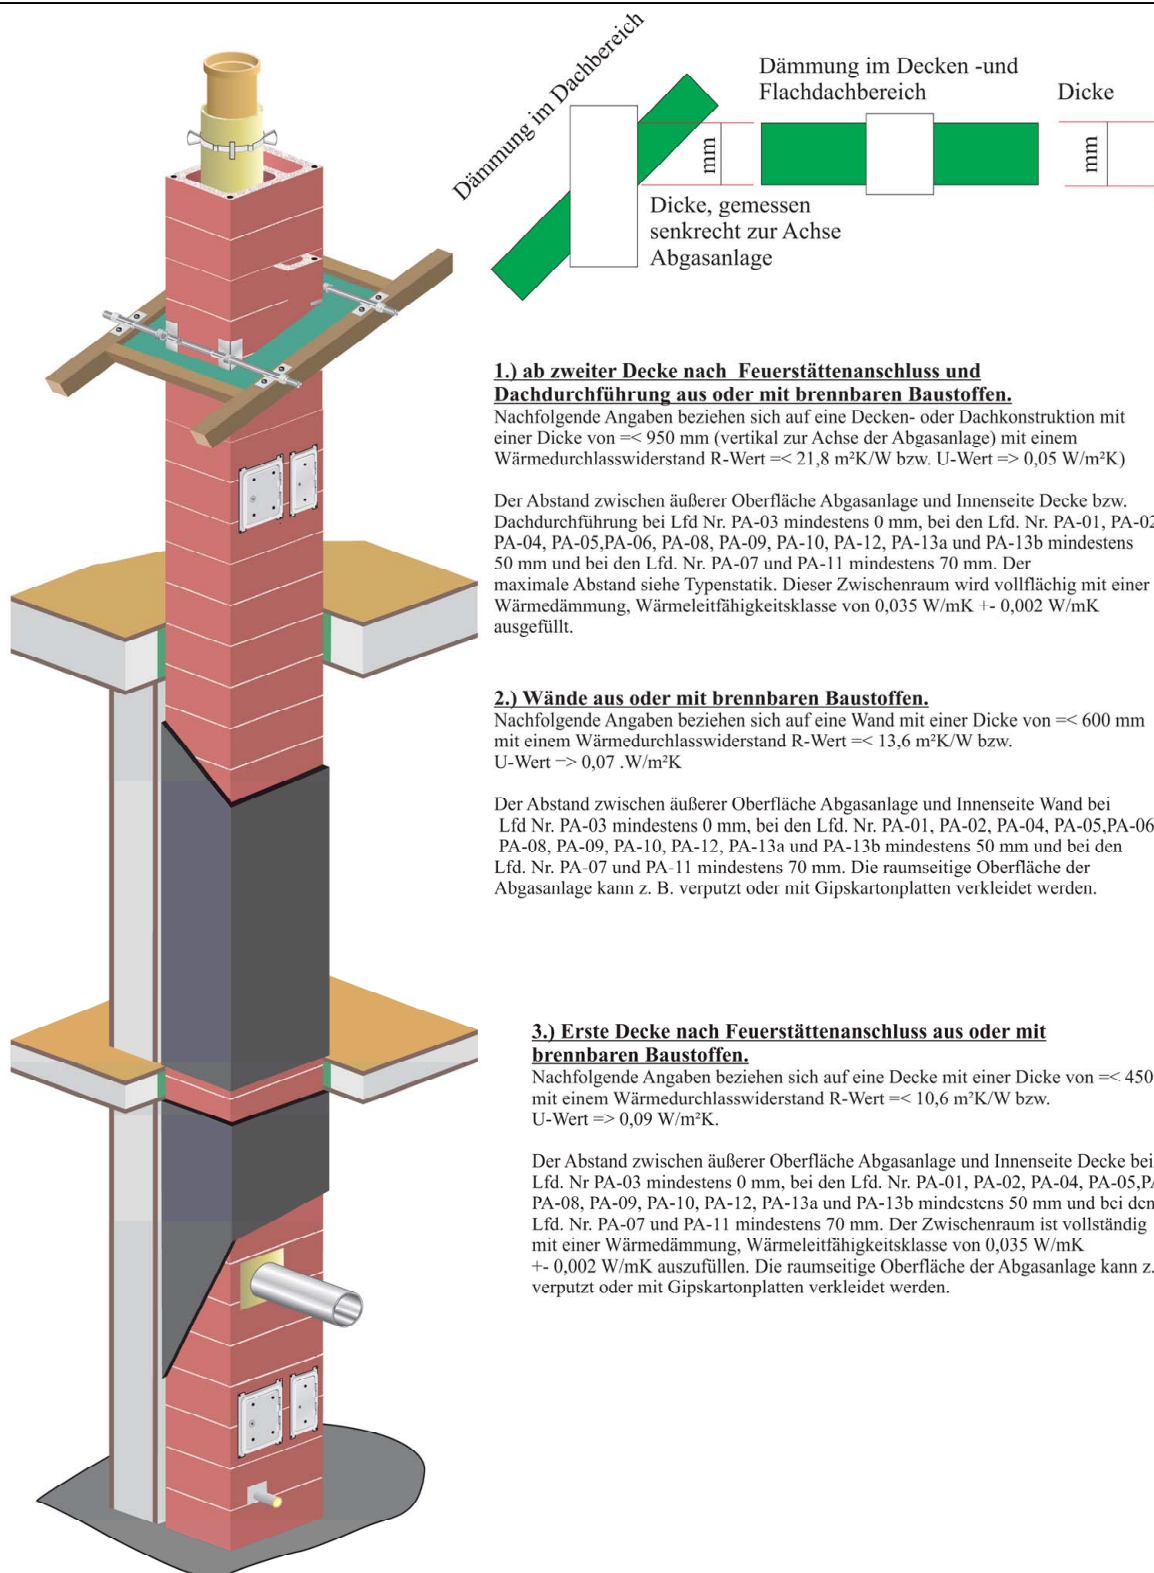 Dämmung im Dachbereich
Dämmung im Decken -und
Flachdachbereich
Dicke
mm
mm
Dicke, gemessen
senkrecht zur Achse
Abgasanlage
1.) ab zweiter Decke nach Feuerstättenanschluss und
Dachdurchführung aus oder mit brennbaren Baustoffen.
Nachfolgende Angaben beziehen sich auf eine Decken- oder Dachkonstruktion mit
einer Dicke von =< 950 mm (vertikal zur Achse der Abgasanlage) mit einem
Wärmedurchlasswiderstand R-Wert =< 21,8 m²K/W bzw. U-Wert => 0,05 W/m²K)
Der Abstand zwischen äußerer Oberfläche Abgasanlage und Innenseite Decke bzw.
Dachdurchführung bei Lfd Nr. PA-03 mindestens 0 mm, bei den Lfd. Nr. PA-01, PA-02
PA-04, PA-05,PA-06, PA-08, PA-09, PA-10, PA-12, PA-13a und PA-13b mindestens
50 mm und bei den Lfd. Nr. PA-07 und PA-11 mindestens 70 mm. Der
maximale Abstand siehe Typenstatik. Dieser Zwischenraum wird vollflächig mit einer
Wärmedämmung, Wärmeleitfähigkeitsklasse von 0,035 W/mK +- 0,002 W/mK
ausgefüllt.
2.) Wände aus oder mit brennbaren Baustoffen.
Nachfolgende Angaben beziehen sich auf eine Wand mit einer Dicke von =< 600 mm
mit einem Wärmedurchlasswiderstand R-Wert =< 13,6 m²K/W bzw.
U-Wert => 0,07 .W/m²K
Der Abstand zwischen äußerer Oberfläche Abgasanlage und Innenseite Wand bei
Lfd Nr. PA-03 mindestens 0 mm, bei den Lfd. Nr. PA-01, PA-02, PA-04, PA-05,PA-06
PA-08, PA-09, PA-10, PA-12, PA-13a und PA-13b mindestens 50 mm und bei den
Lfd. Nr. PA-07 und PA-11 mindestens 70 mm. Die raumseitige Oberfläche der
Abgasanlage kann z. B. verputzt oder mit Gipskartonplatten verkleidet werden.
3.) Erste Decke nach Feuerstättenanschluss aus oder mit
brennbaren Baustoffen.
Nachfolgende Angaben beziehen sich auf eine Decke mit einer Dicke von =< 450
mit einem Wärmedurchlasswiderstand R-Wert =< 10,6 m²K/W bzw.
U-Wert => 0,09 W/m²K.
Der Abstand zwischen äußerer Oberfläche Abgasanlage und Innenseite Decke bei
Lfd. Nr PA-03 mindestens 0 mm, bei den Lfd. Nr. PA-01, PA-02, PA-04, PA-05,
PA-08, PA-09, PA-10, PA-12, PA-13a und PA-13b mindestens 50 mm und bei den
Lfd. Nr. PA-07 und PA-11 mindestens 70 mm. Der Zwischenraum ist vollständig
mit einer Wärmedämmung, Wärmeleitfähigkeitsklasse von 0,035 W/mK
+- 0,002 W/mK auszufüllen. Die raumseitige Oberfläche der Abgasanlage kann z.
verputzt oder mit Gipskartonplatten verkleidet werden.